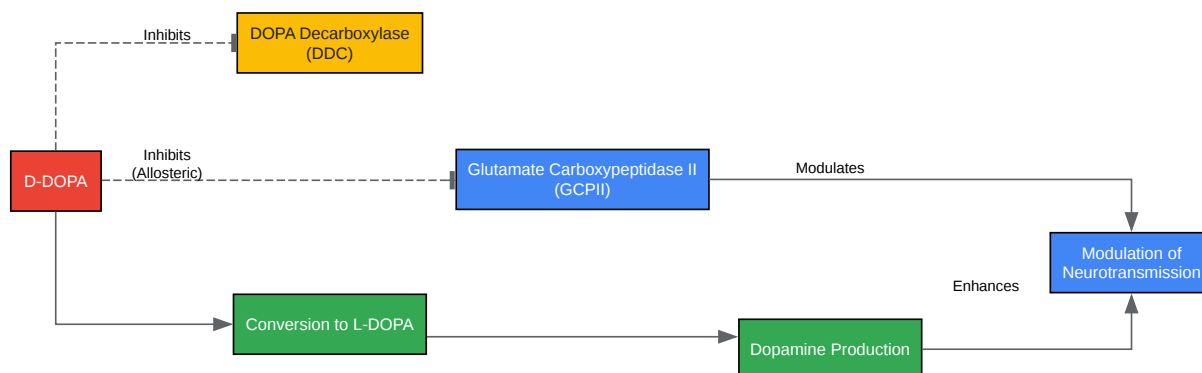 Inhibits
DOPA Decarboxylase
(DDC)
D-DOPA
Inhibits
(Allosteric)
Glutamate Carboxypeptidase II
(GCPII)
Modulates
Modulation of
Neurotransmission
Enhances
Conversion to L-DOPA
Dopamine Production